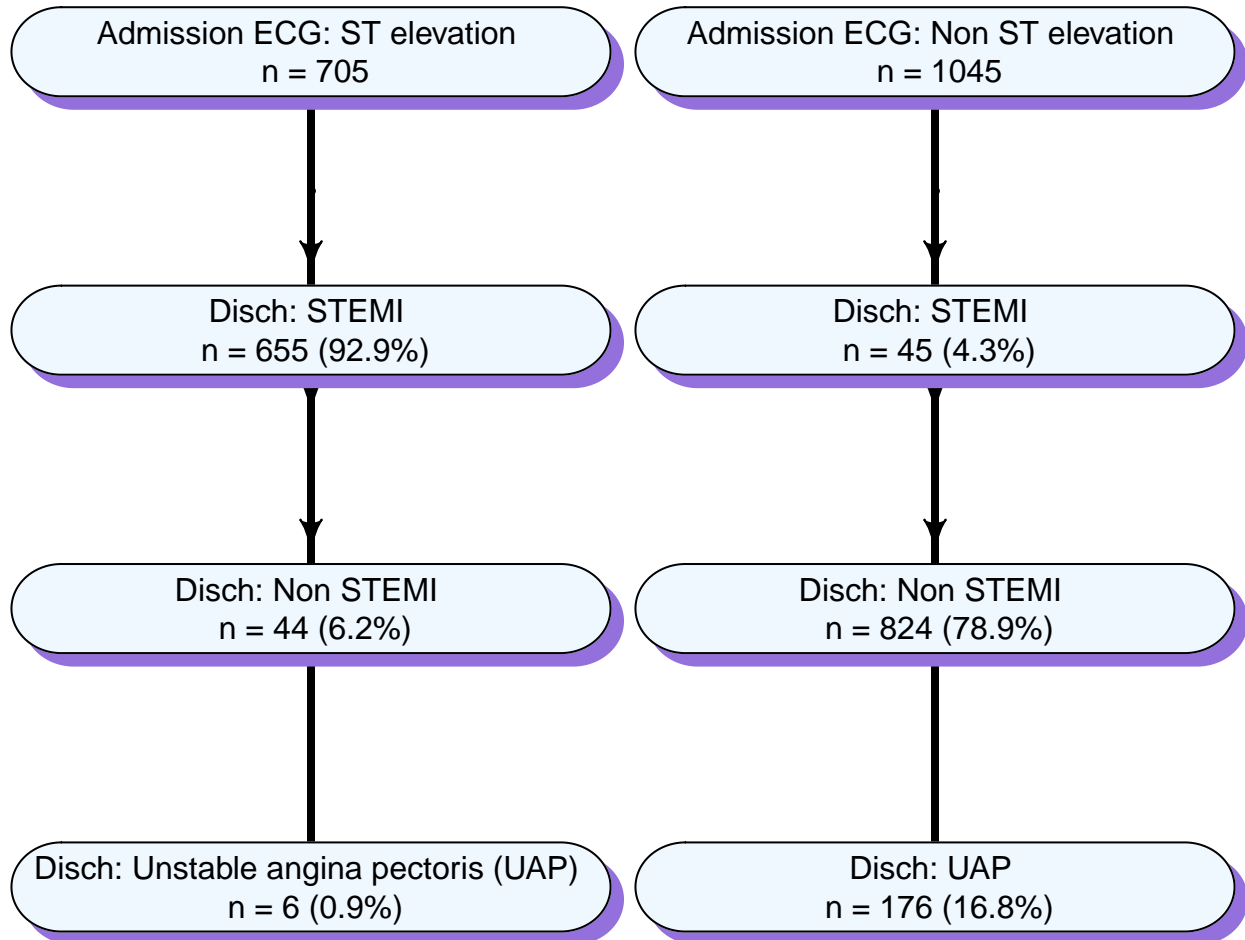 Admission ECG: ST elevation
n = 705
Admission ECG: Non ST elevation
n = 1045
Disch: STEMI
n = 655 (92.9%)
Disch: STEMI
n = 45 (4.3%)
Disch: Non STEMI
n = 44 (6.2%)
Disch: Non STEMI
n = 824 (78.9%)
Disch: Unstable angina pectoris (UAP)
n = 6 (0.9%)
Disch: UAP
n = 176 (16.8%)